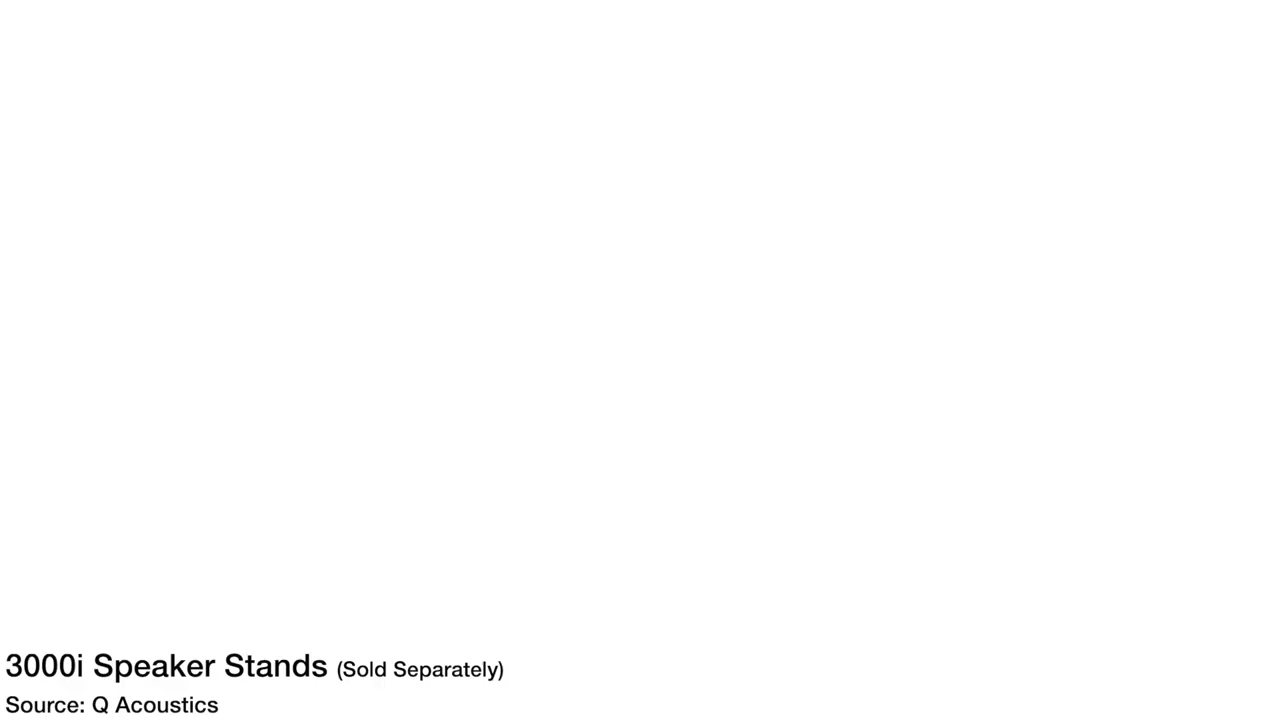 3000i Speaker Stands (Sold Separately)
Source: Q Acoustics